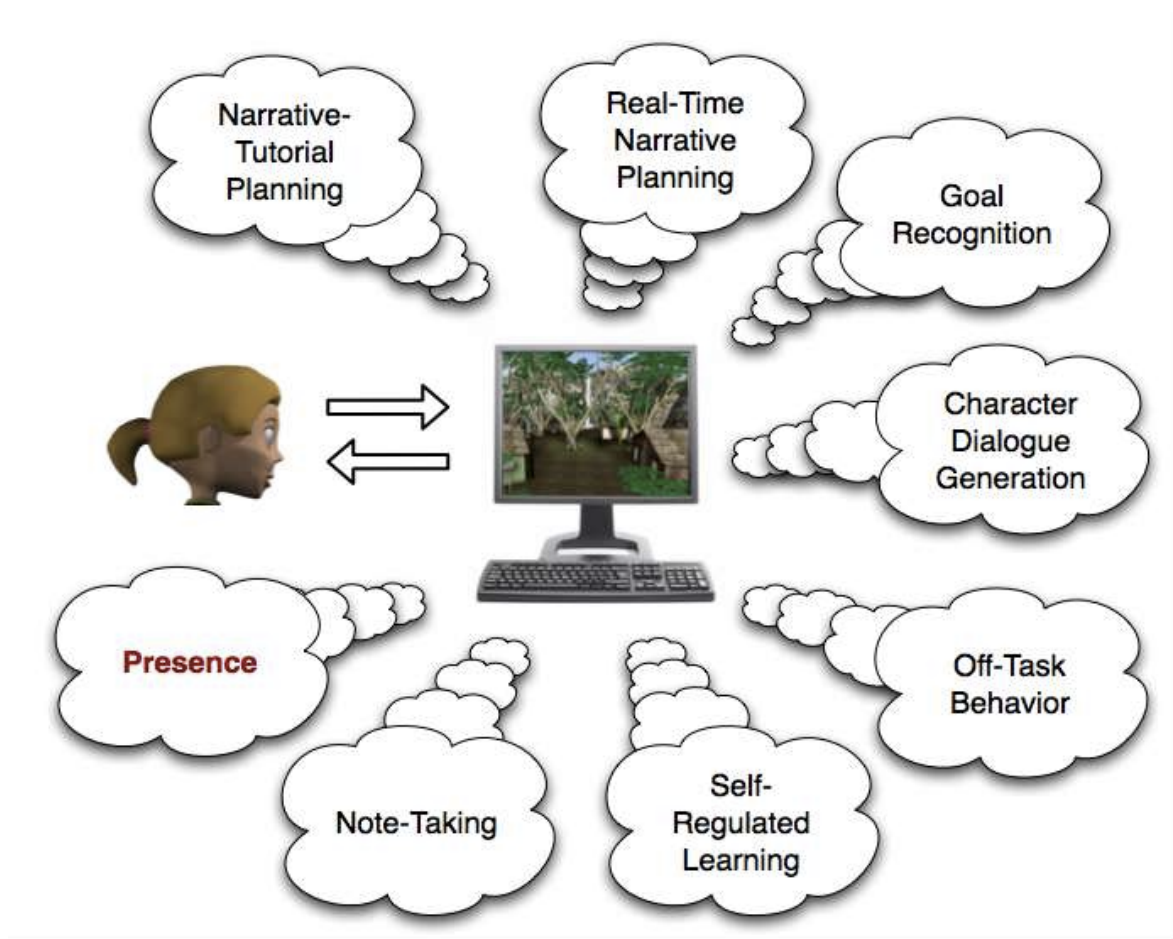 Narrative-
Tutorial
Planning
Real-Time
Narrative
Planning
Goal
Recognition
Character
Dialogue
Generation
Presence
Off-Task
Behavior
Note-Taking
Self-
Regulated
Learning